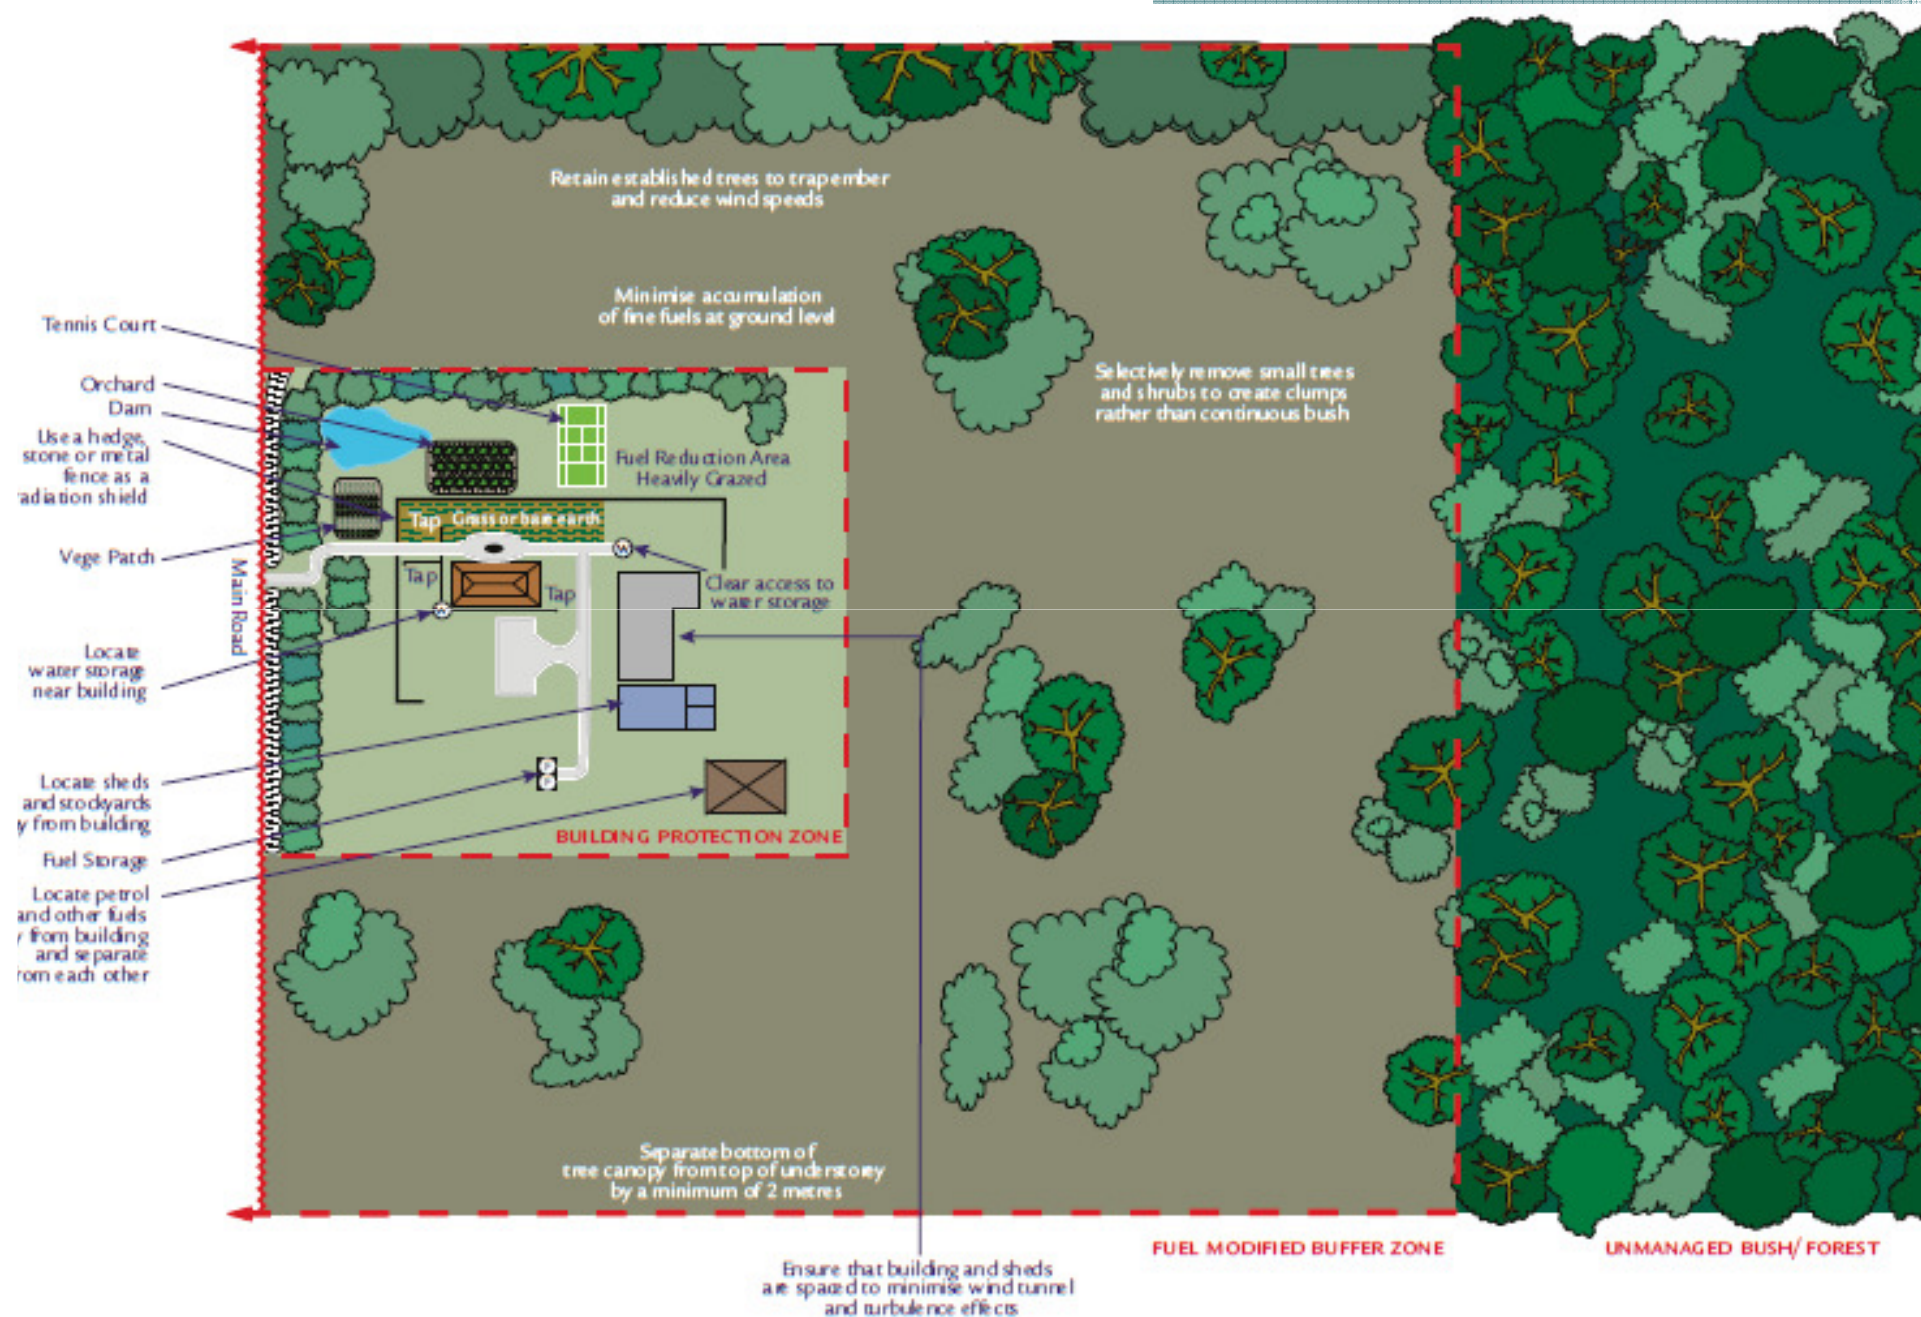 Retain established trees to trap ember
and reduce wind speeds
Minimise accumulation
of fine fuels at ground level
Selectively remove small trees
and shrubs to create clumps
rather than continuous bush
Tennis Court
Orchard
Dam
Use a hedge,
stone or metal
fence as a
adiation shield
Vege Patch
Main Road
Locate
water storage
near building
Locate sheds
and stockyards
y from building
Fuel Storage
Locate petrol
and other fuels
y from building
and separate
rom each other
Fuel Reduction Area
Heavily Grazed
Tap
Grass or bare earth
W
Tap
Tap
W
Clear access to
water storage
P
P
BUILDING PROTECTION ZONE
Separate bottom of
tree canopy from top of understorey
by a minimum of 2 metres
FUEL MODIFIED BUFFER ZONE
UNMANAGED BUSH/ FOREST
Ensure that building and sheds
are spaced to minimise wind tunnel
and turbulence effects